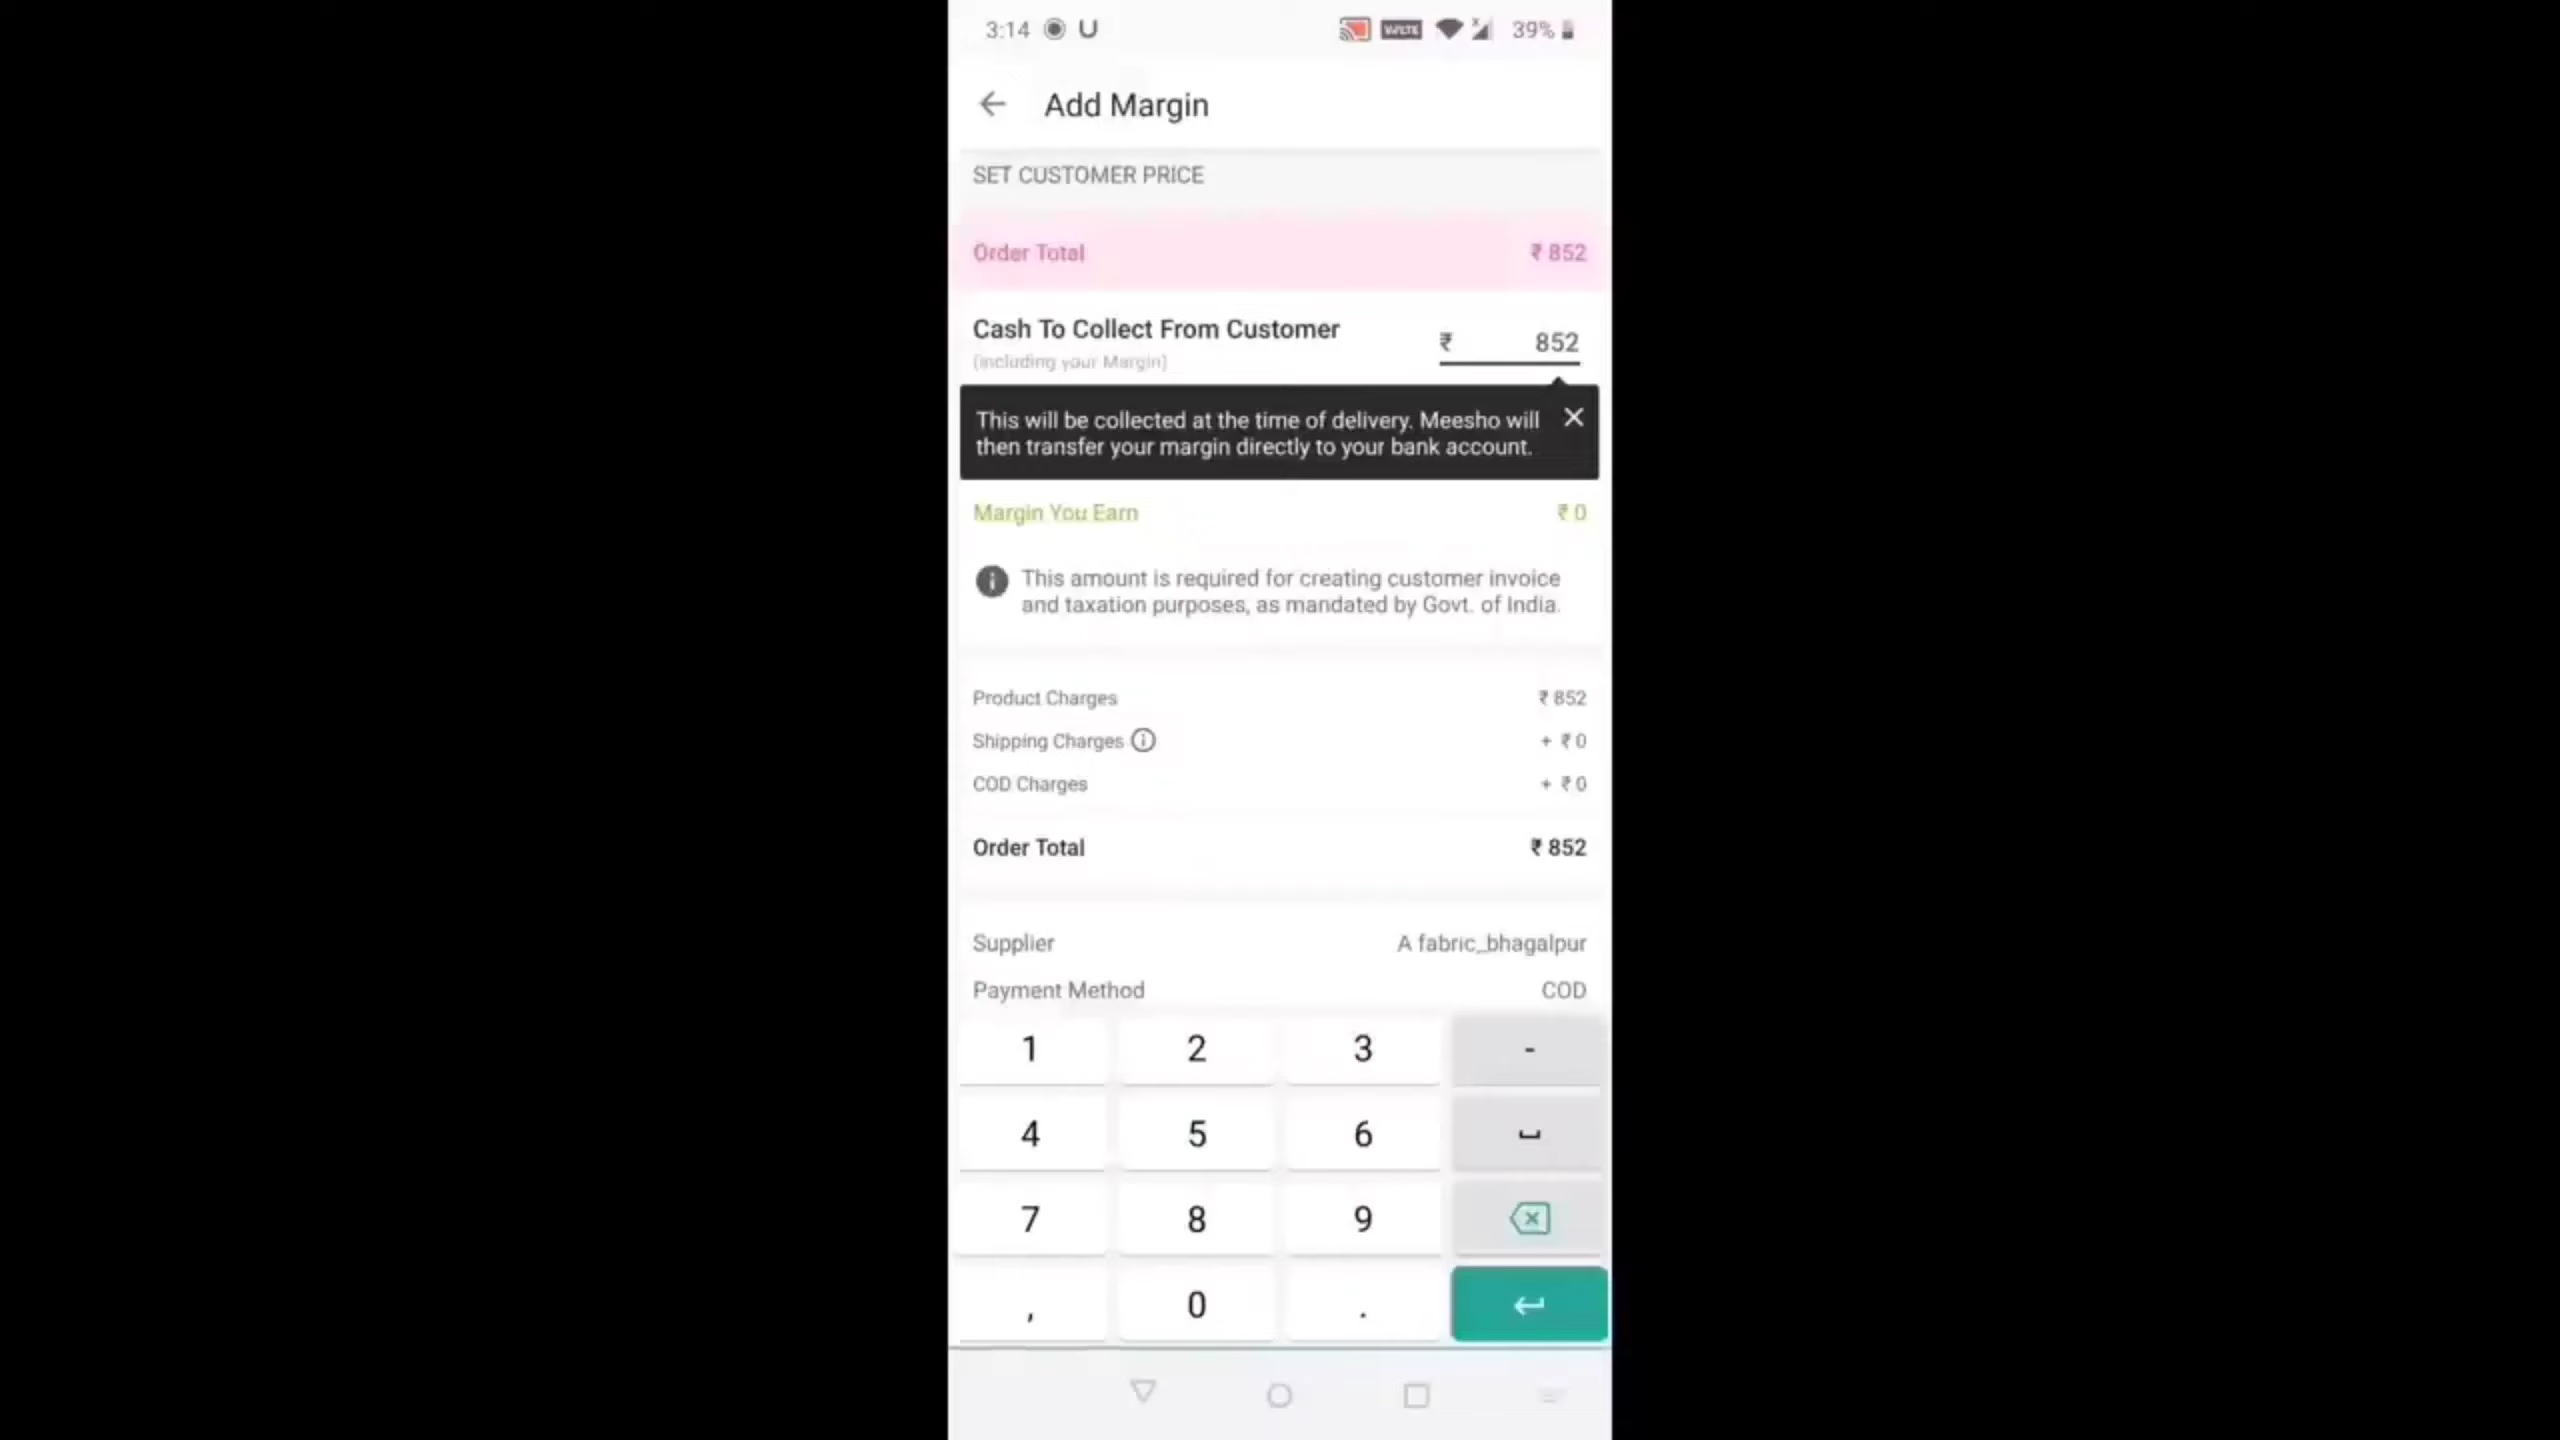 3:14 U VoLTE x 39%
Add Margin
SET CUSTOMER PRICE
Order Total ₹ 852
Cash To Collect From Customer ₹ 852
(Including your Margin)
This will be collected at the time of delivery. Meesho will
then transfer your margin directly to your bank account.
Margin You Earn ₹ 0
This amount is required for creating customer invoice
and taxation purposes, as mandated by Govt. of India.
Product Charges ₹ 852
Shipping Charges + ₹ 0
COD Charges + ₹ 0
Order Total ₹ 852
Supplier A fabric_bhagalpur
Payment Method COD
1 2 3 -
4 5 6
7 8 9
, 0 .